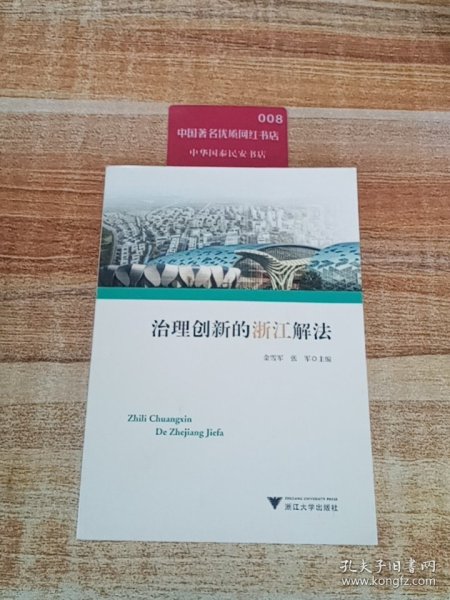 008
中国著名优质网红书店
中华国泰民安书店
治理创新的浙江解法
金雪军 张 军◎主编
Zhili Chuangxin
De Zhejiang Jiefa
ZHEJIANG UNIVERSITY PRESS
浙江大学出版社
孔夫子旧书网
www.kongfz.com